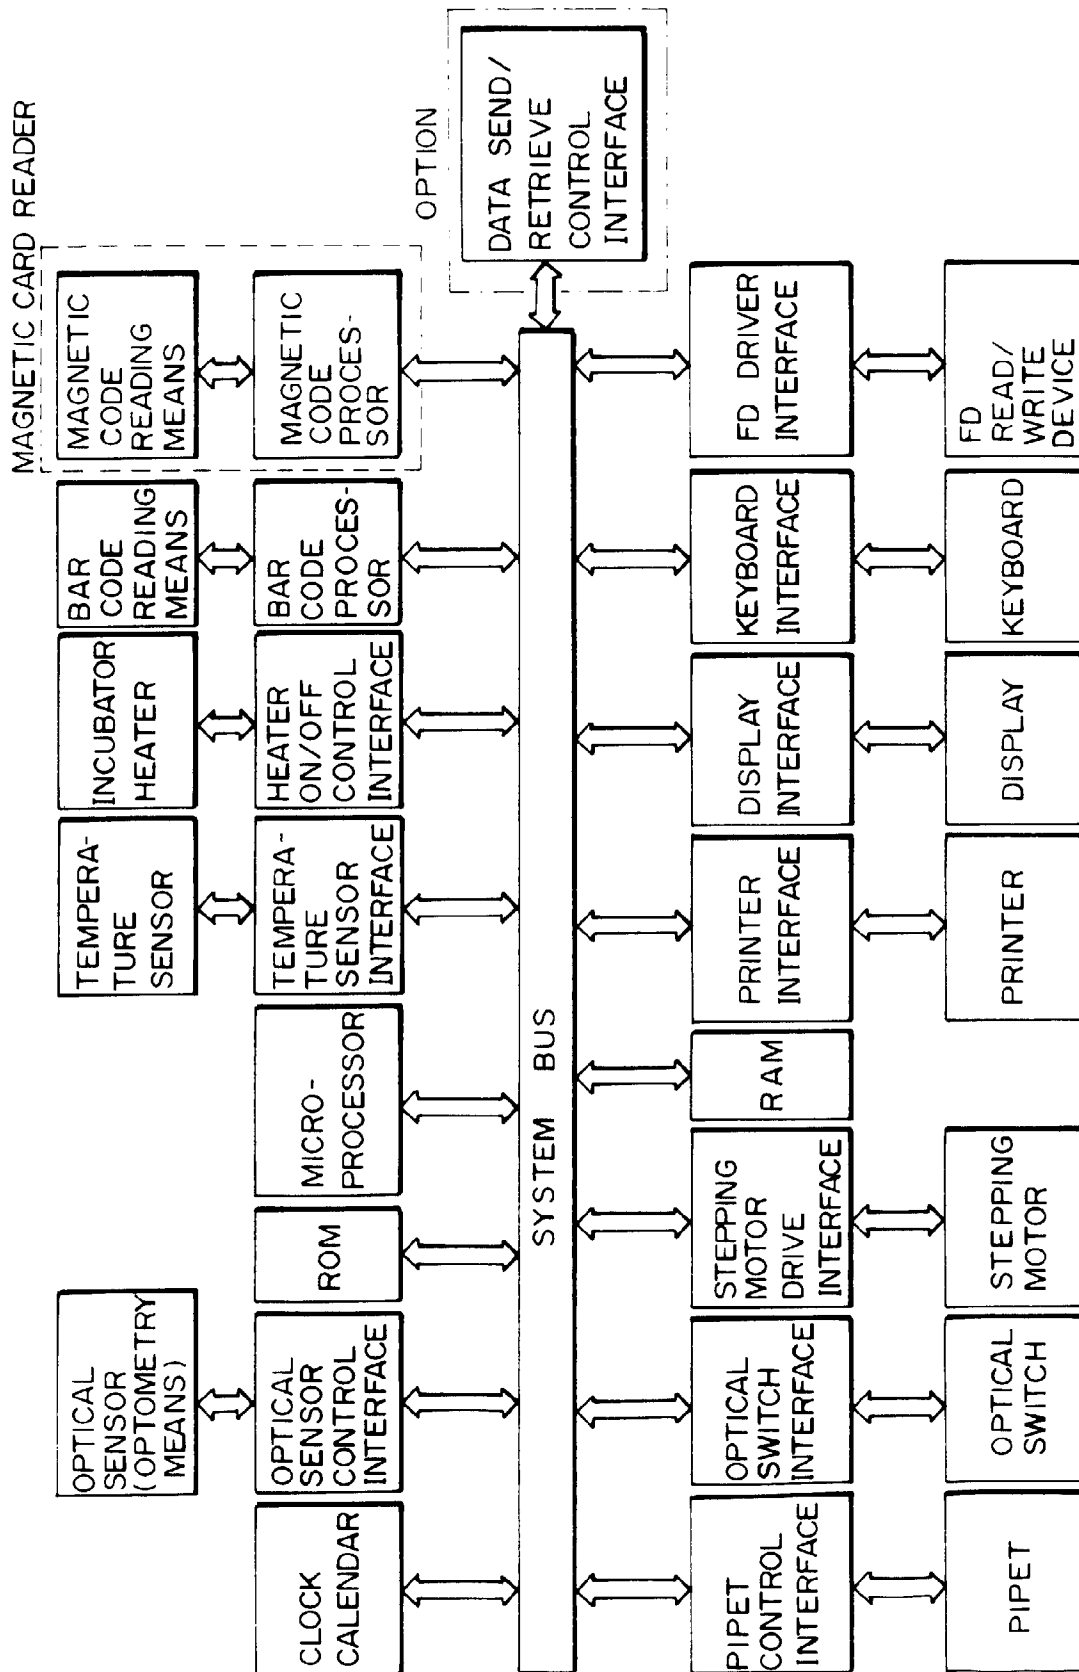 MAGNETIC CARD READER
OPTICAL
SENSOR
(OPTOMETRY
MEANS)
TEMPERA-
TURE
SENSOR
INCUBATOR
HEATER
BAR
CODE
READING
MEANS
MAGNETIC
CODE
READING
MEANS
CLOCK
CALENDAR
OPTICAL
SENSOR
CONTROL
INTERFACE
ROM
MICRO-
PROCESSOR
TEMPERA-
TURE
SENSOR
INTERFACE
HEATER
ON/OFF
CONTROL
INTERFACE
BAR
CODE
PROCES-
SOR
MAGNETIC
CODE
PROCES-
SOR
OPTION
SYSTEM BUS
DATA SEND/
RETRIEVE
CONTROL
INTERFACE
PIPET
CONTROL
INTERFACE
OPTICAL
SWITCH
INTERFACE
STEPPING
MOTOR
DRIVE
INTERFACE
RAM
PRINTER
INTERFACE
DISPLAY
INTERFACE
KEYBOARD
INTERFACE
FD DRIVER
INTERFACE
PIPET
OPTICAL
SWITCH
STEPPING
MOTOR
PRINTER
DISPLAY
KEYBOARD
FD
READ/
WRITE
DEVICE